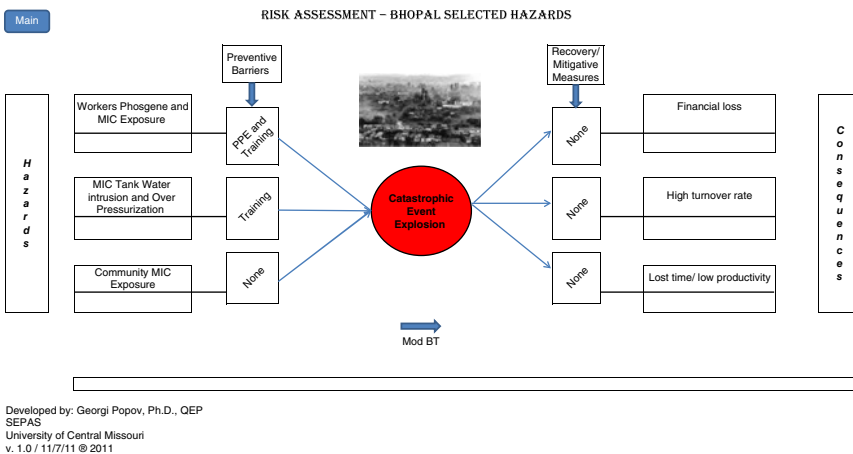 Main
RISK ASSESSMENT – BHOPAL SELECTED HAZARDS
Preventive
Barriers
Recovery/
Mitigative
Measures
Hazards
Workers Phosgene and
MIC Exposure
PPE and
Training
None
Financial loss
Consequences
MIC Tank Water
intrusion and Over
Pressurization
Training
Catastrophic
Event
Explosion
None
High turnover rate
Community MIC
Exposure
None
None
Lost time/ low productivity
Mod BT
Developed by: Georgi Popov, Ph.D., QEP
SEPAS
University of Central Missouri
v. 1.0 / 11/7/11 ® 2011